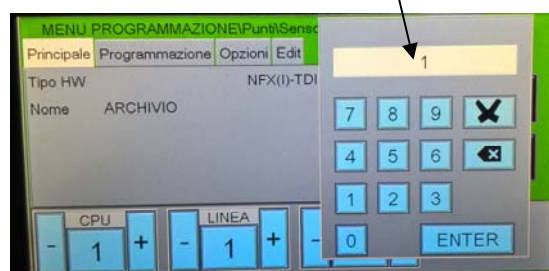 MENU PROGRAMMAZIONE\Punti\Senso
Principale Programmazione Opzioni Edit
Tipo HW NFX(I)-TDI
Nome ARCHIVIO
1
7 8 9
4 5 6
1 2 3
0 ENTER
CPU LINEA
- 1 + - 1 + -